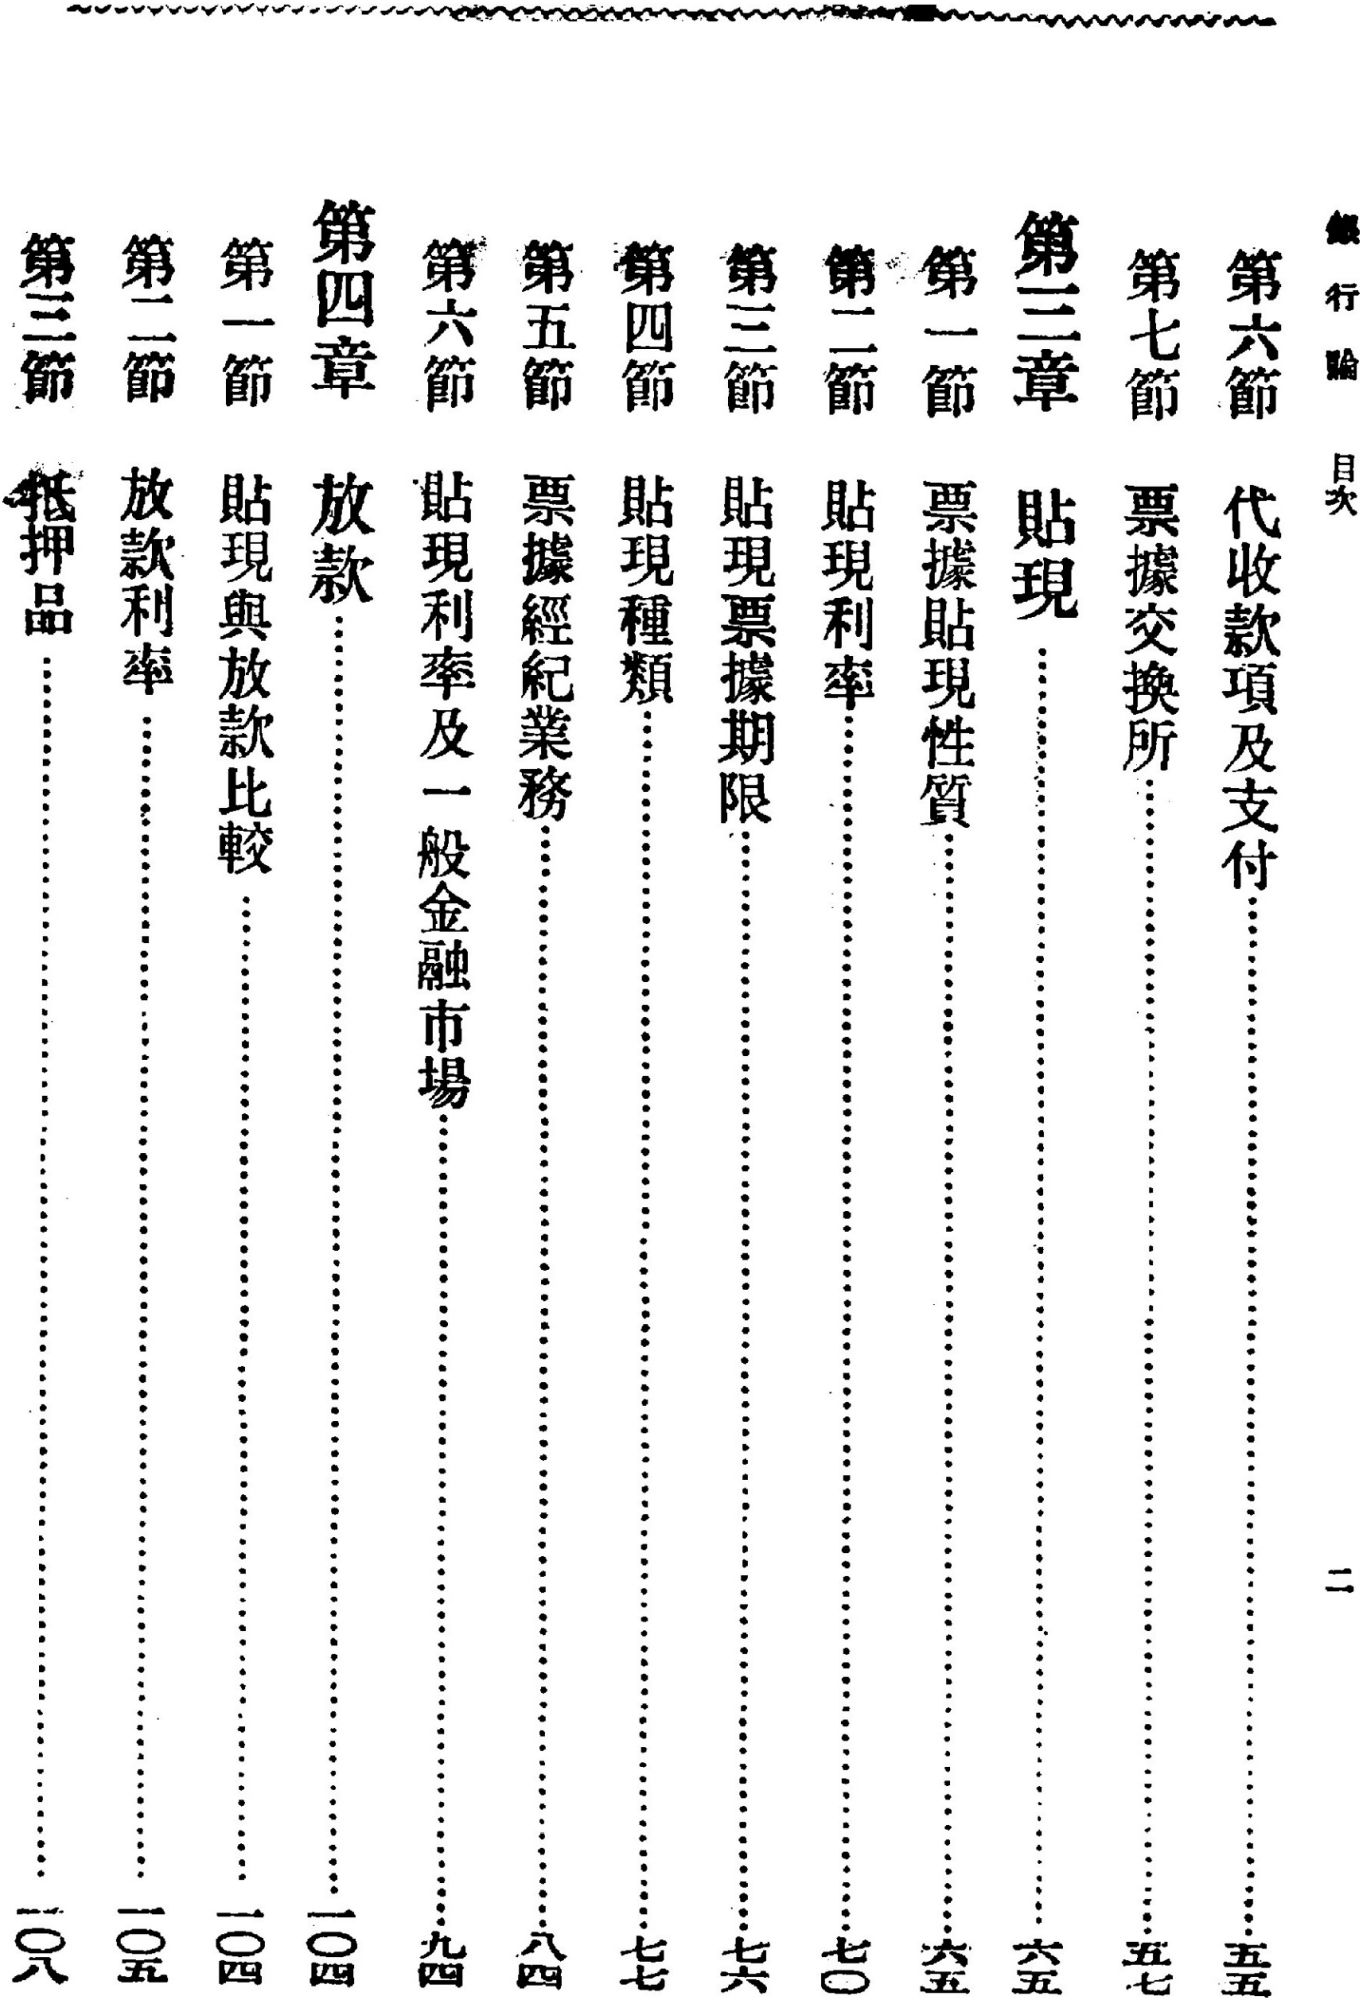 銀行論 目次 二
第六節 代收款項及支付……五五
第七節 票據交換所……五七
第三章 貼現……六五
第一節 票據貼現性質……六五
第二節 貼現利率……七〇
第三節 貼現票據期限……七六
第四節 貼現種類……七七
第五節 票據經紀業務……八四
第六節 貼現利率及一般金融市場……九四
第四章 放款……一〇四
第一節 貼現與放款比較……一〇四
第二節 放款利率……一〇五
第三節 抵押品……一〇八